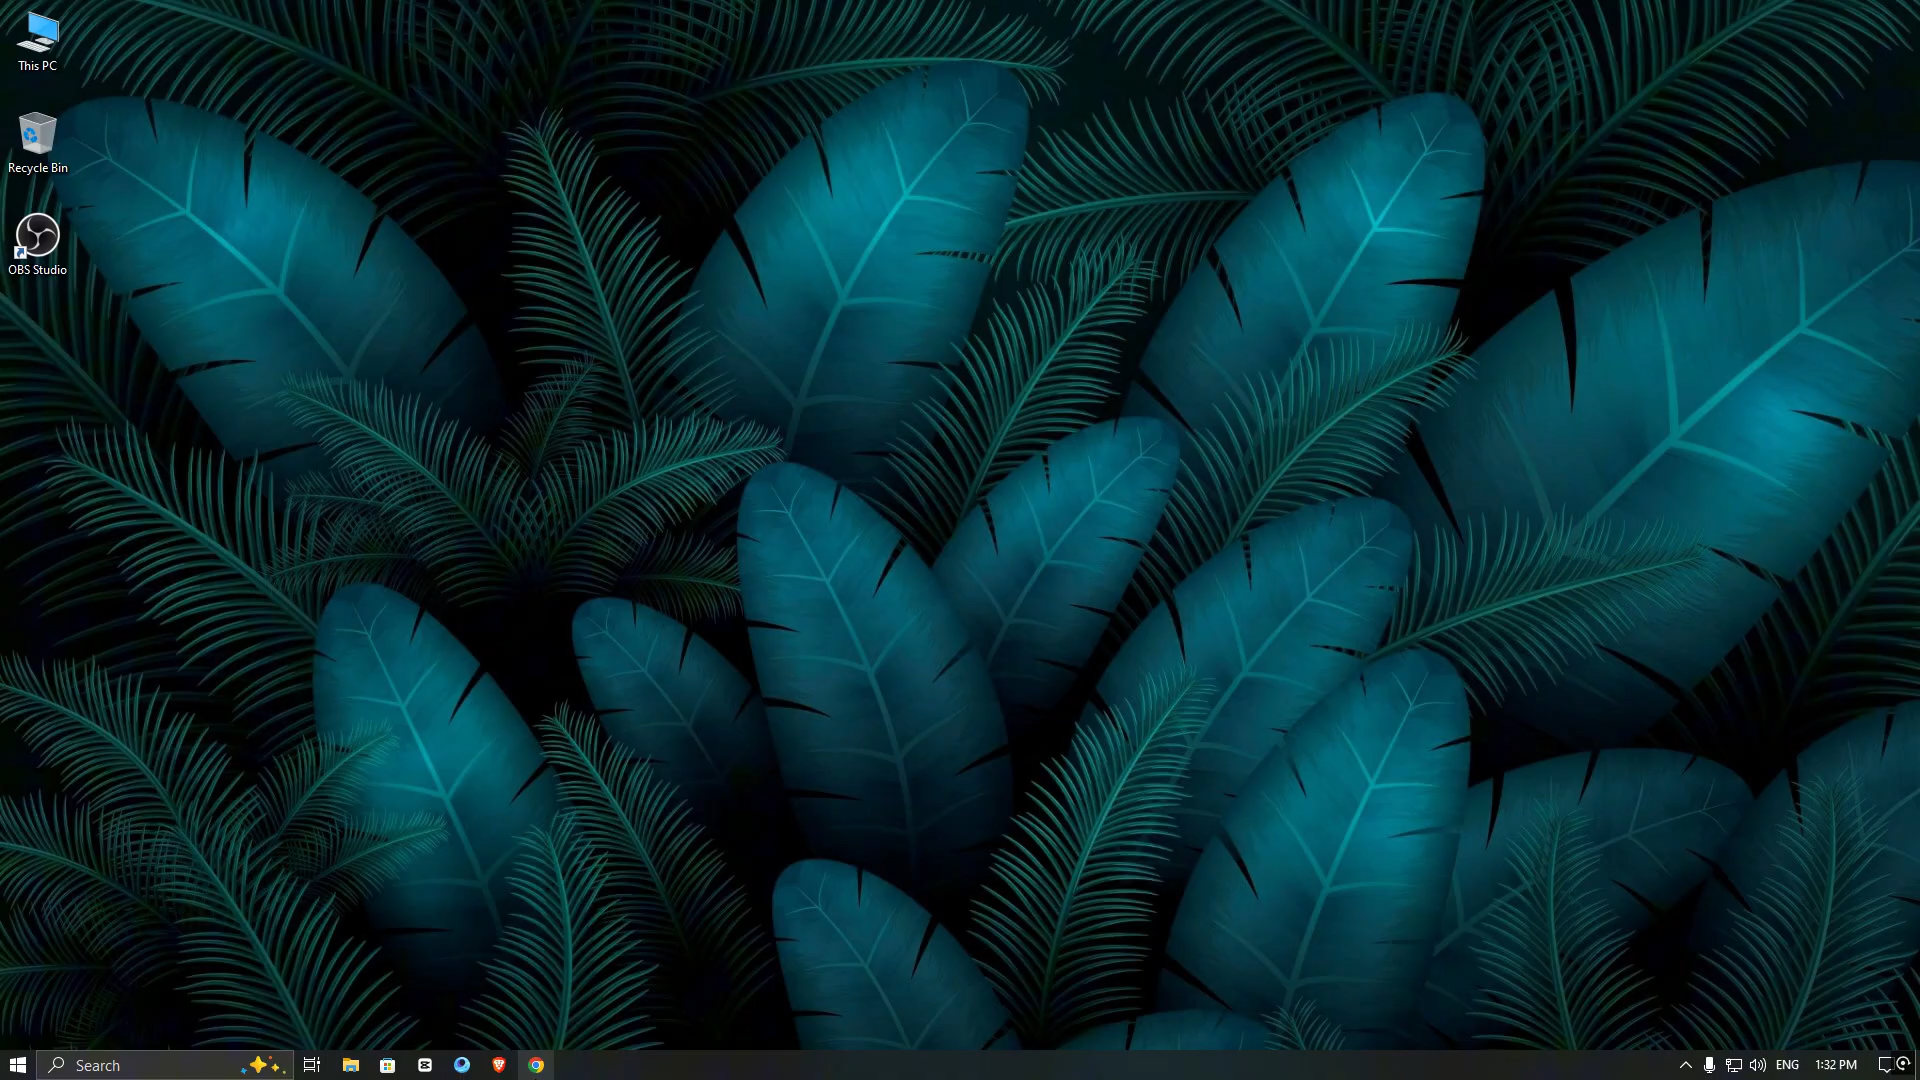 This PC
Recycle Bin
OBS Studio
Search
ENG
1:32 PM